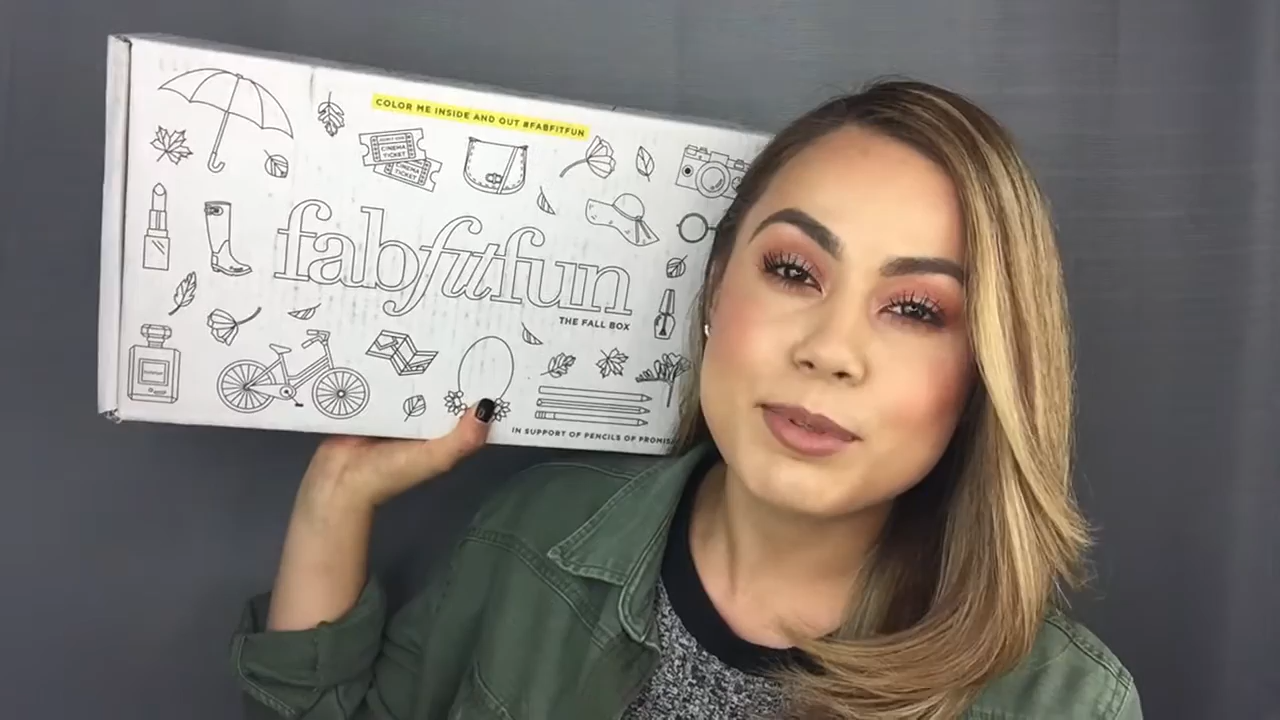 COLOR ME INSIDE AND OUT #FABFITFUN
CINEMA
TICKET
CINEMA
TICKET
fabfitfun
THE FALL BOX
IN SUPPORT OF PENCILS OF PROMISE